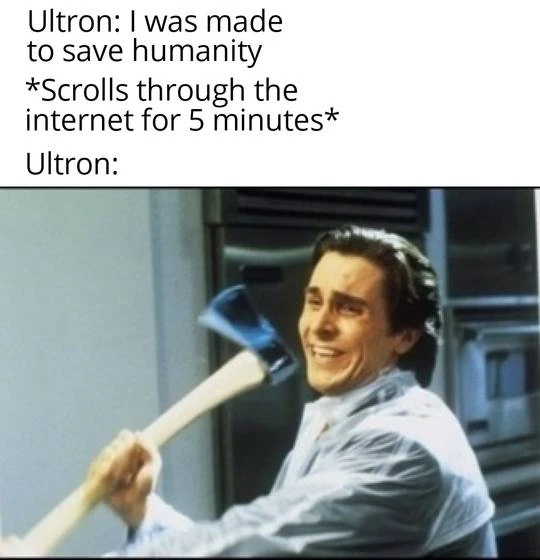 Ultron: I was made
to save humanity
*Scrolls through the
internet for 5 minutes*
Ultron: